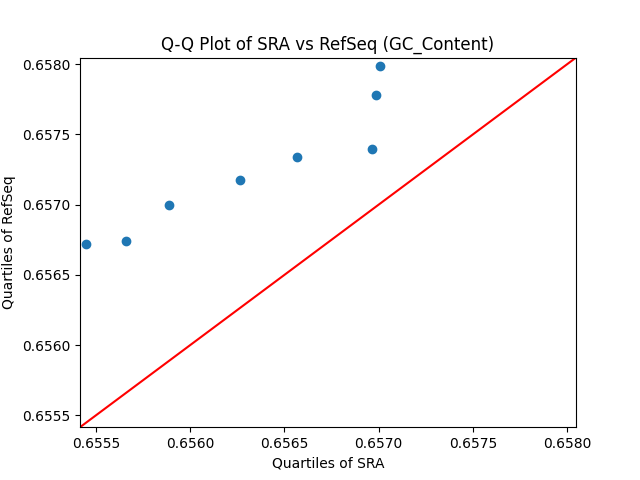 Q-Q Plot of SRA vs RefSeq (GC_Content)
0.6580
0.6575
0.6570
0.6565
0.6560
0.6555
Quartiles of RefSeq
0.6555 0.6560 0.6565 0.6570 0.6575 0.6580
Quartiles of SRA